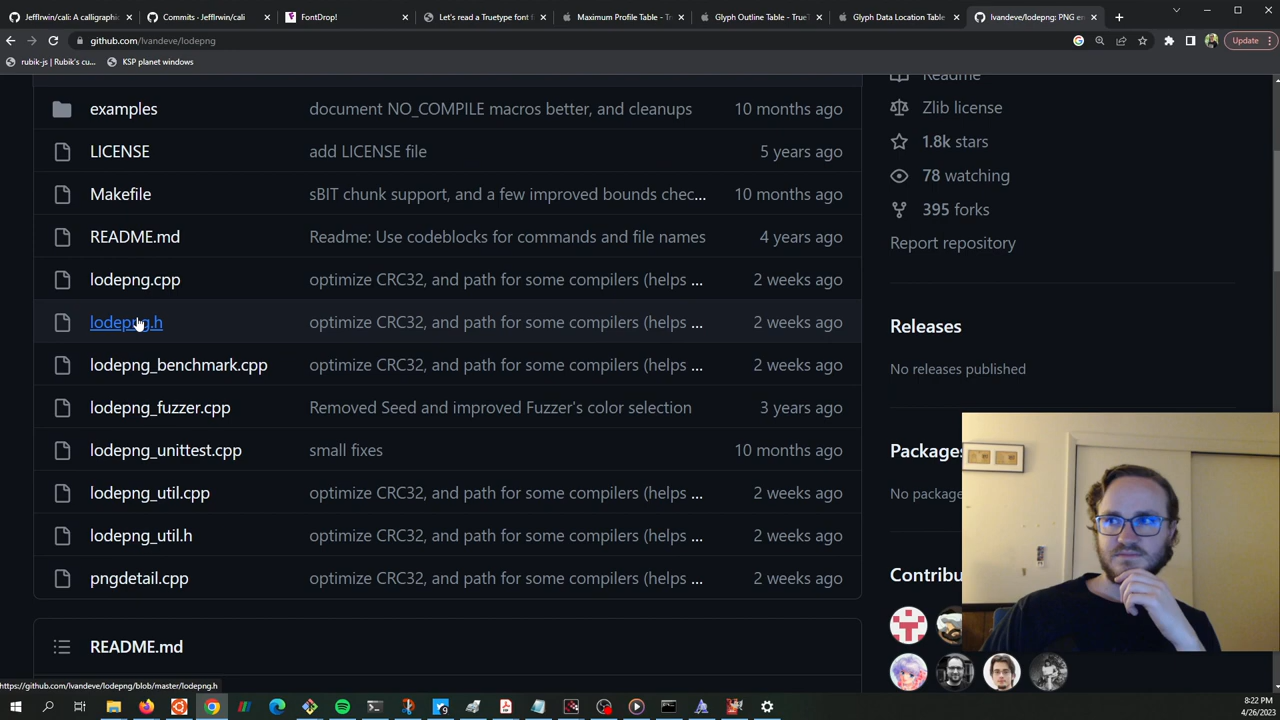 JeffIrwin/cali: A calligraphic
Commits · JeffIrwin/cali
FontDrop!
Let's read a Truetype font f
Maximum Profile Table - Tr
Glyph Outline Table - True
Glyph Data Location Table
lvandeve/lodepng: PNG en
github.com/lvandeve/lodepng
Update
rubik-js | Rubik's cu...
KSP planet windows
examples
document NO_COMPILE macros better, and cleanups
10 months ago
LICENSE
add LICENSE file
5 years ago
Makefile
sBIT chunk support, and a few improved bounds chec...
10 months ago
README.md
Readme: Use codeblocks for commands and file names
4 years ago
lodepng.cpp
optimize CRC32, and path for some compilers (helps ...
2 weeks ago
lodepng.h
optimize CRC32, and path for some compilers (helps ...
2 weeks ago
lodepng_benchmark.cpp
optimize CRC32, and path for some compilers (helps ...
2 weeks ago
lodepng_fuzzer.cpp
Removed Seed and improved Fuzzer's color selection
3 years ago
lodepng_unittest.cpp
small fixes
10 months ago
lodepng_util.cpp
optimize CRC32, and path for some compilers (helps ...
2 weeks ago
lodepng_util.h
optimize CRC32, and path for some compilers (helps ...
2 weeks ago
pngdetail.cpp
optimize CRC32, and path for some compilers (helps ...
2 weeks ago
README.md
Readme
Zlib license
1.8k stars
78 watching
395 forks
Report repository
Releases
No releases published
Packages
No package
Contribu
https://github.com/lvandeve/lodepng/blob/master/lodepng.h
8:22 PM
4/26/2023